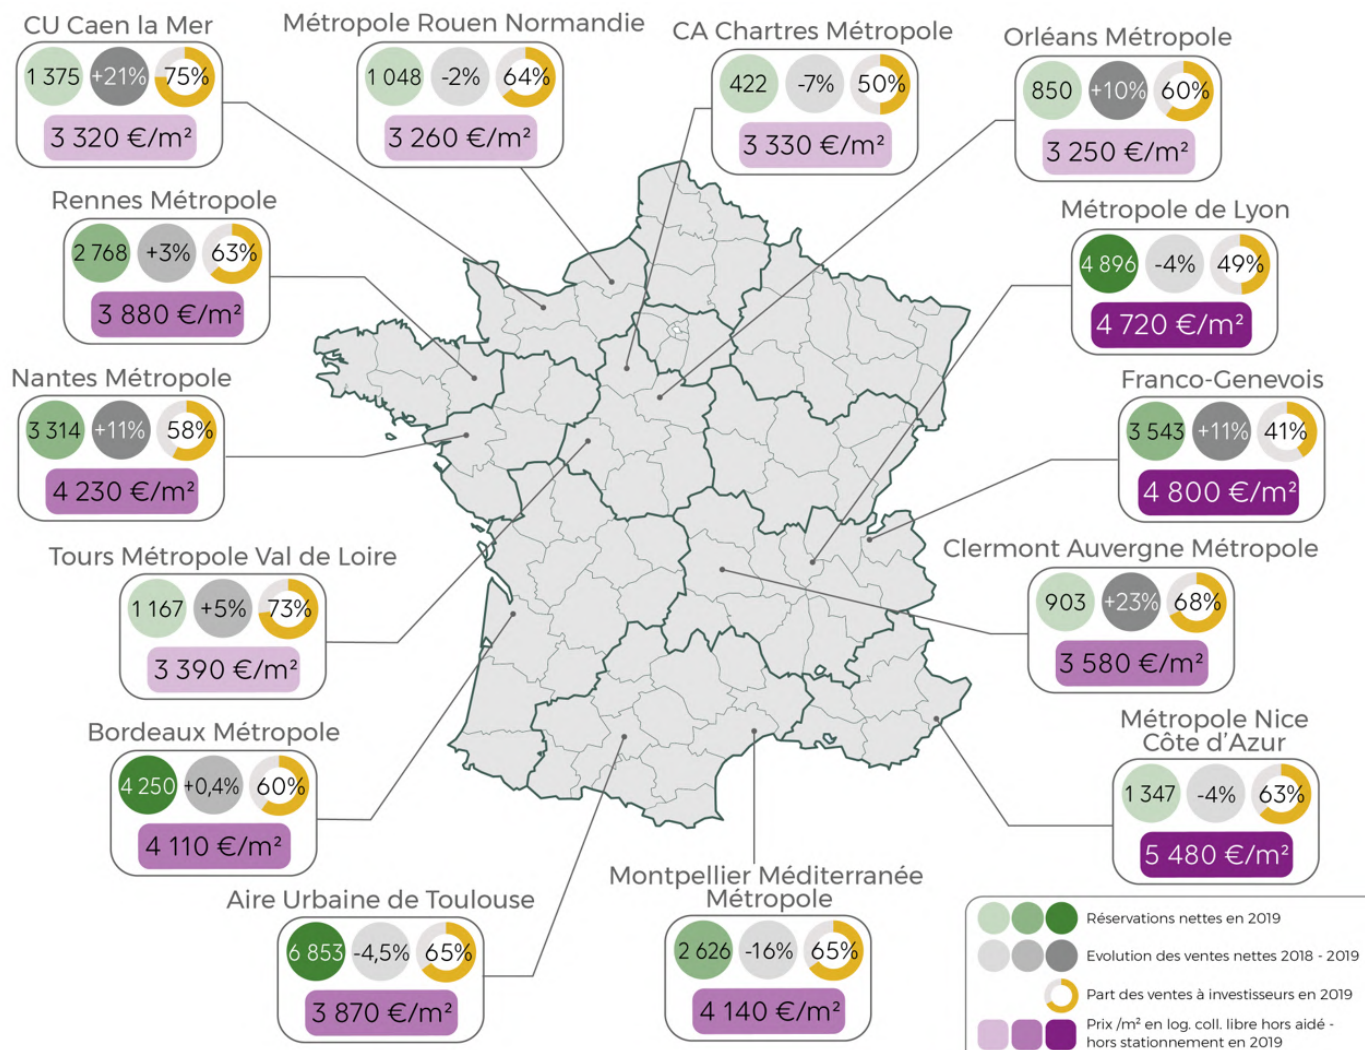 CU Caen la Mer
1 375 +21% 75%
3 320 €/m²
Métropole Rouen Normandie
1 048 -2% 64%
3 260 €/m²
CA Chartres Métropole
422 -7% 50%
3 330 €/m²
Orléans Métropole
850 +10% 60%
3 250 €/m²
Rennes Métropole
2 768 +3% 63%
3 880 €/m²
Métropole de Lyon
4 896 -4% 49%
4 720 €/m²
Nantes Métropole
3 314 +11% 58%
4 230 €/m²
Franco-Genevois
3 543 +11% 41%
4 800 €/m²
Tours Métropole Val de Loire
1 167 +5% 73%
3 390 €/m²
Clermont Auvergne Métropole
903 +23% 68%
3 580 €/m²
Bordeaux Métropole
4 250 +0,4% 60%
4 110 €/m²
Métropole Nice
Côte d'Azur
1 347 -4% 63%
5 480 €/m²
Aire Urbaine de Toulouse
6 853 -4,5% 65%
3 870 €/m²
Montpellier Méditerranée
Métropole
2 626 -16% 65%
4 140 €/m²
Réservations nettes en 2019
Evolution des ventes nettes 2018 - 2019
Part des ventes à investisseurs en 2019
Prix /m² en log. coll. libre hors aidé -
hors stationnement en 2019